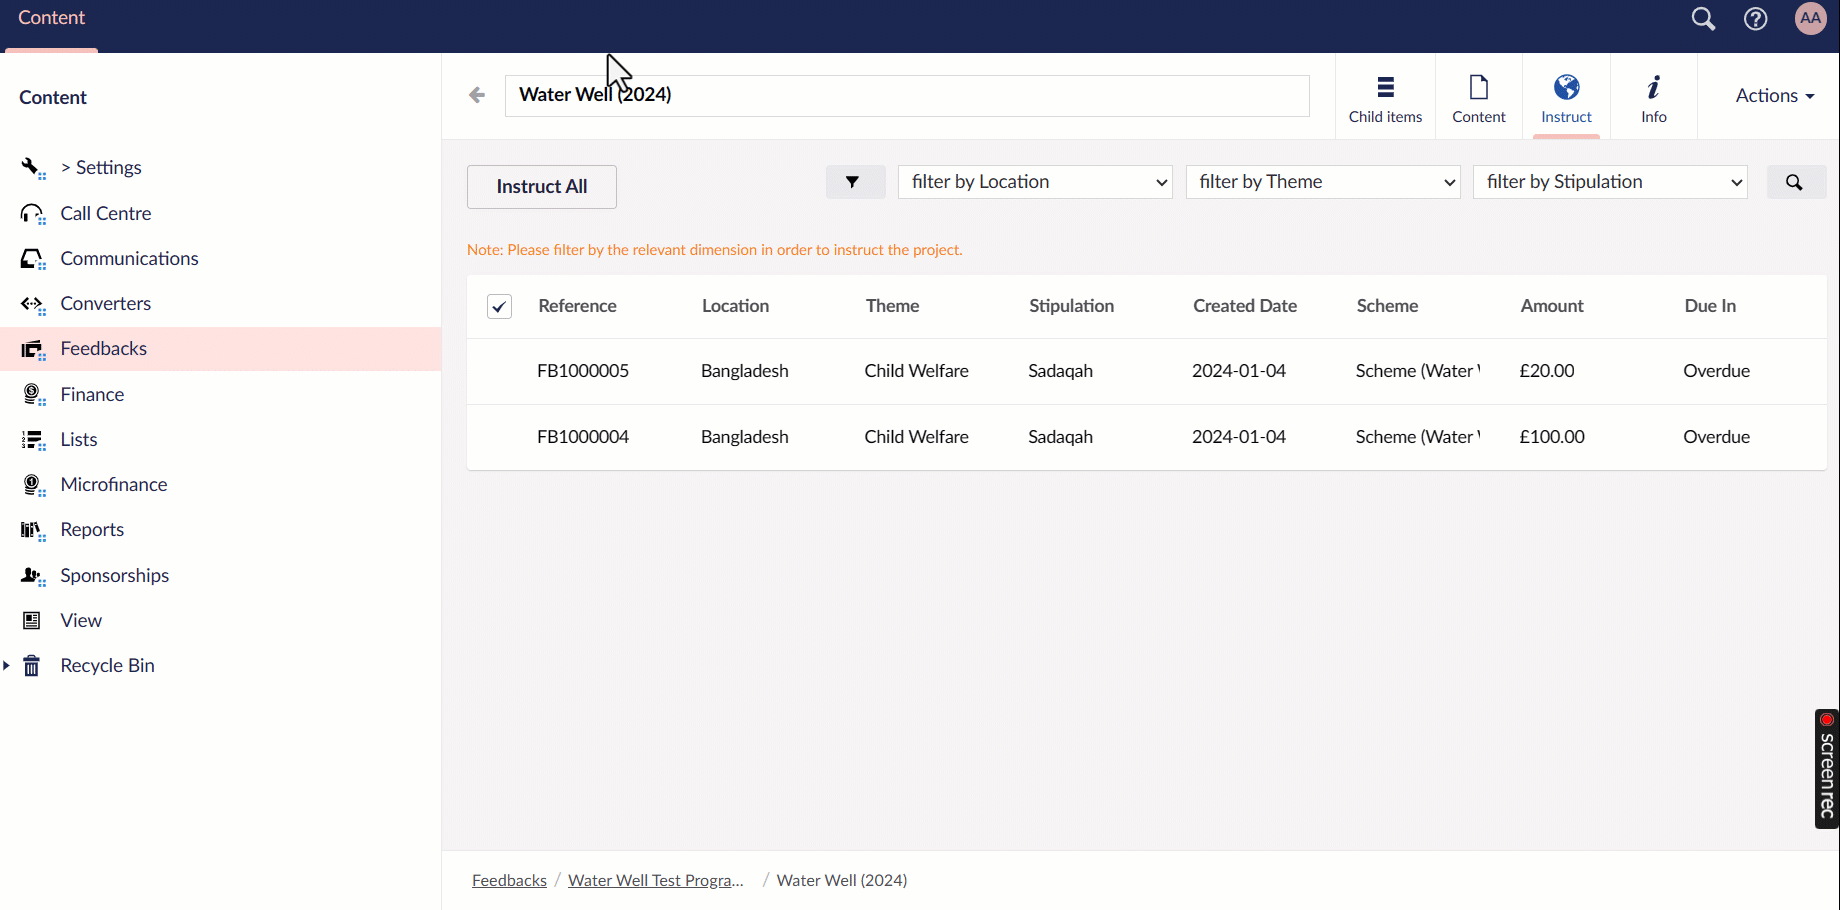 Content
AA
Content
> Settings
Call Centre
Communications
Converters
Feedbacks
Finance
Lists
Microfinance
Reports
Sponsorships
View
Recycle Bin
Water Well (2024)
Child items
Content
Instruct
Info
Actions
Instruct All
filter by Location
filter by Theme
filter by Stipulation
Note: Please filter by the relevant dimension in order to instruct the project.
Reference Location Theme Stipulation Created Date Scheme Amount Due In
FB1000005 Bangladesh Child Welfare Sadaqah 2024-01-04 Scheme (Water £20.00 Overdue
FB1000004 Bangladesh Child Welfare Sadaqah 2024-01-04 Scheme (Water £100.00 Overdue
screenrec
Feedbacks / Water Well Test Progra... / Water Well (2024)